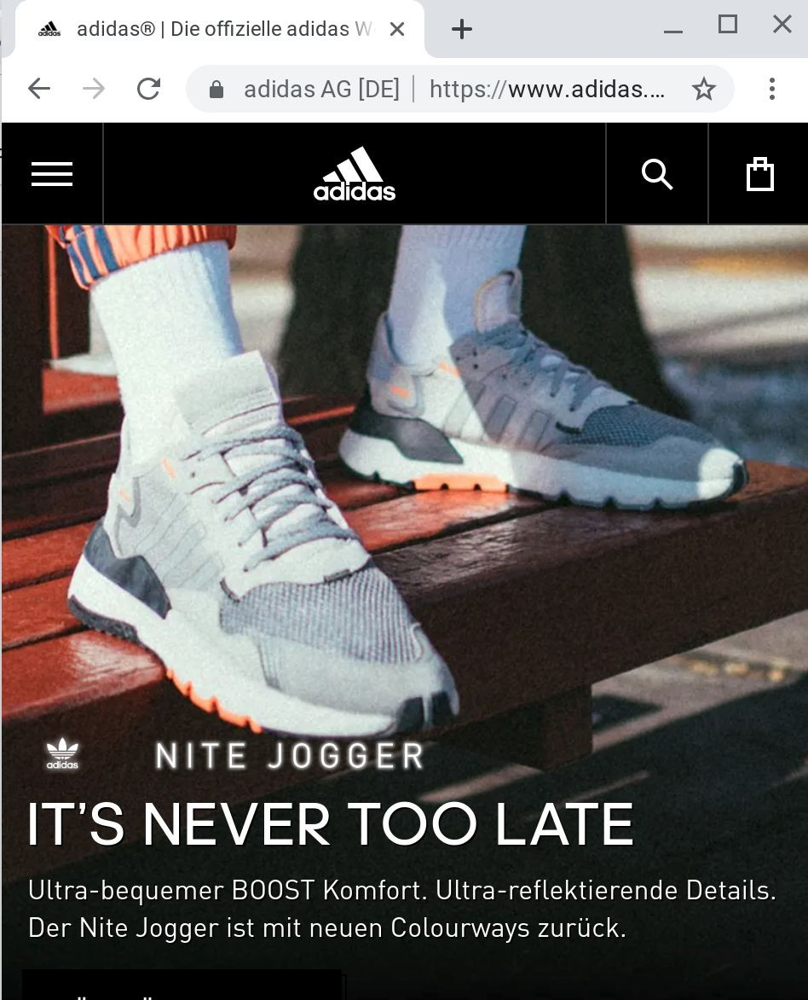 adidas
adidas® | Die offizielle adidas W
adidas AG [DE] | https://www.adidas....
adidas
adidas
NITE JOGGER
IT'S NEVER TOO LATE
Ultra-bequemer BOOST Komfort. Ultra-reflektierende Details.
Der Nite Jogger ist mit neuen Colourways zurück.